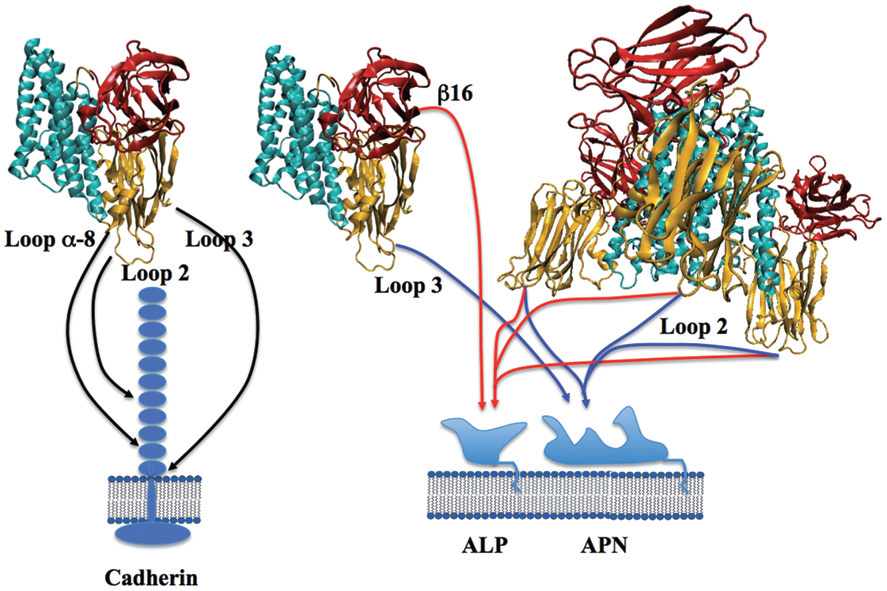 β16
Loop α-8
Loop 3
Loop 2
Loop 3
Loop 2
ALP
APN
Cadherin